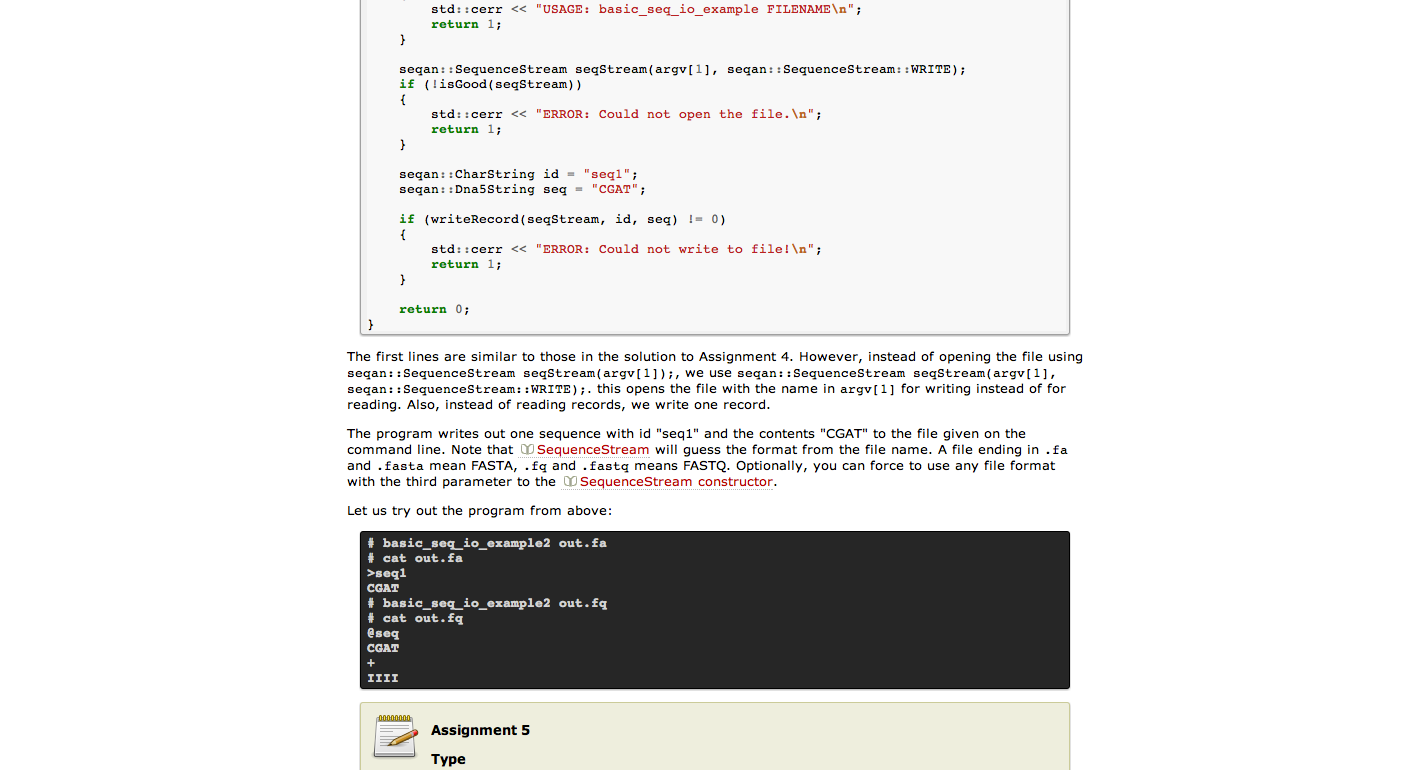 std::cerr << "USAGE: basic_seq_io_example FILENAME\n";
return 1;
}
seqan::SequenceStream seqStream(argv[1], seqan::SequenceStream::WRITE);
if (!isGood(seqStream))
{
std::cerr << "ERROR: Could not open the file.\n";
return 1;
}
seqan::CharString id = "seq1";
seqan::Dna5String seq = "CGAT";
if (writeRecord(seqStream, id, seq) != 0)
{
std::cerr << "ERROR: Could not write to file!\n";
return 1;
}
return 0;
}
The first lines are similar to those in the solution to Assignment 4. However, instead of opening the file using
seqan::SequenceStream seqStream(argv[1]);, we use seqan::SequenceStream seqStream(argv[1],
seqan::SequenceStream::WRITE);. this opens the file with the name in argv[1] for writing instead of for
reading. Also, instead of reading records, we write one record.
The program writes out one sequence with id "seq1" and the contents "CGAT" to the file given on the
command line. Note that SequenceStream will guess the format from the file name. A file ending in .fa
and .fasta mean FASTA, .fq and .fastq means FASTQ. Optionally, you can force to use any file format
with the third parameter to the SequenceStream constructor.
Let us try out the program from above:
# basic_seq_io_example2 out.fa
# cat out.fa
>seq1
CGAT
# basic_seq_io_example2 out.fq
# cat out.fq
@seq
CGAT
+
IIII
Assignment 5
Type